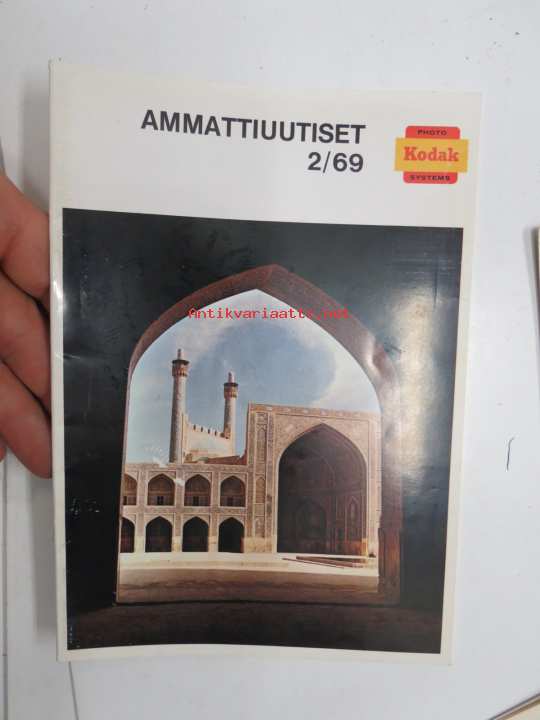 AMMATTIUUTISET
2/69
PHOTO
Kodak
SYSTEMS
Antikvariaatti.net